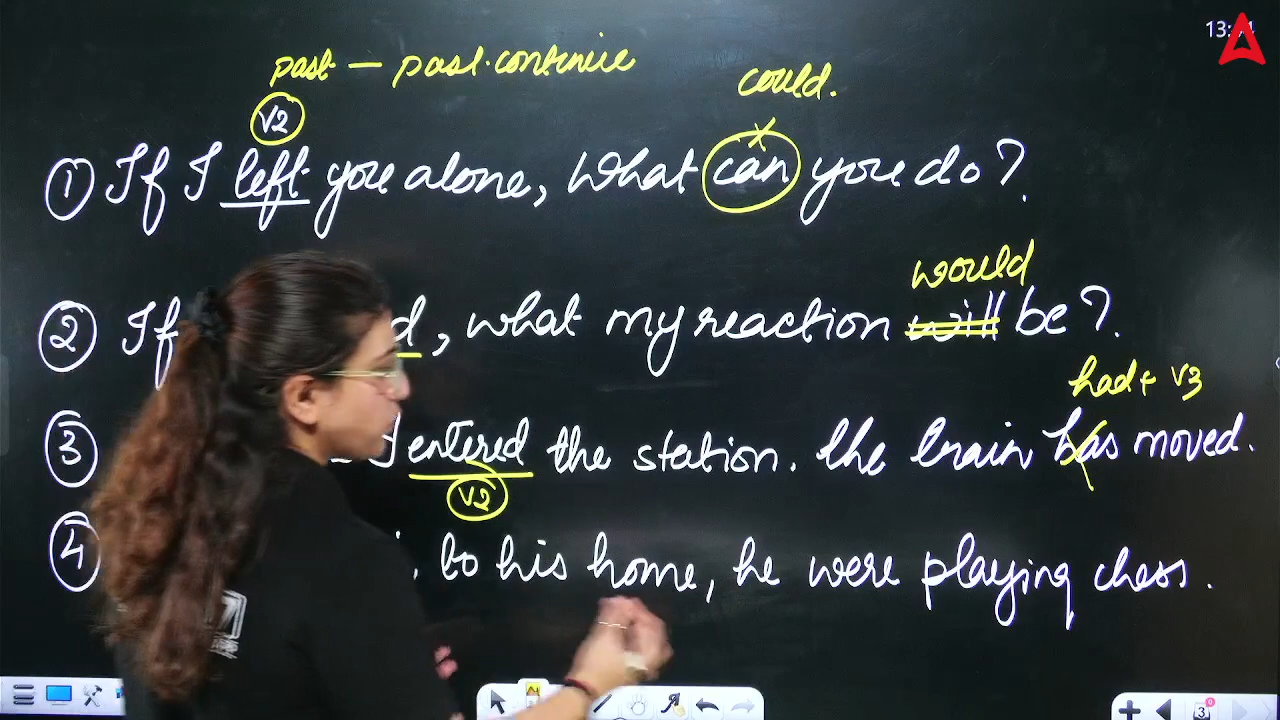 13:
past — past.continuie
could.
V2
x
① If I left you alone, What can you do?
would
② If d, what my reaction will be?
had + V3
③ I entered the station. the train has moved.
V2
④ to his home, he were playing chess.
3